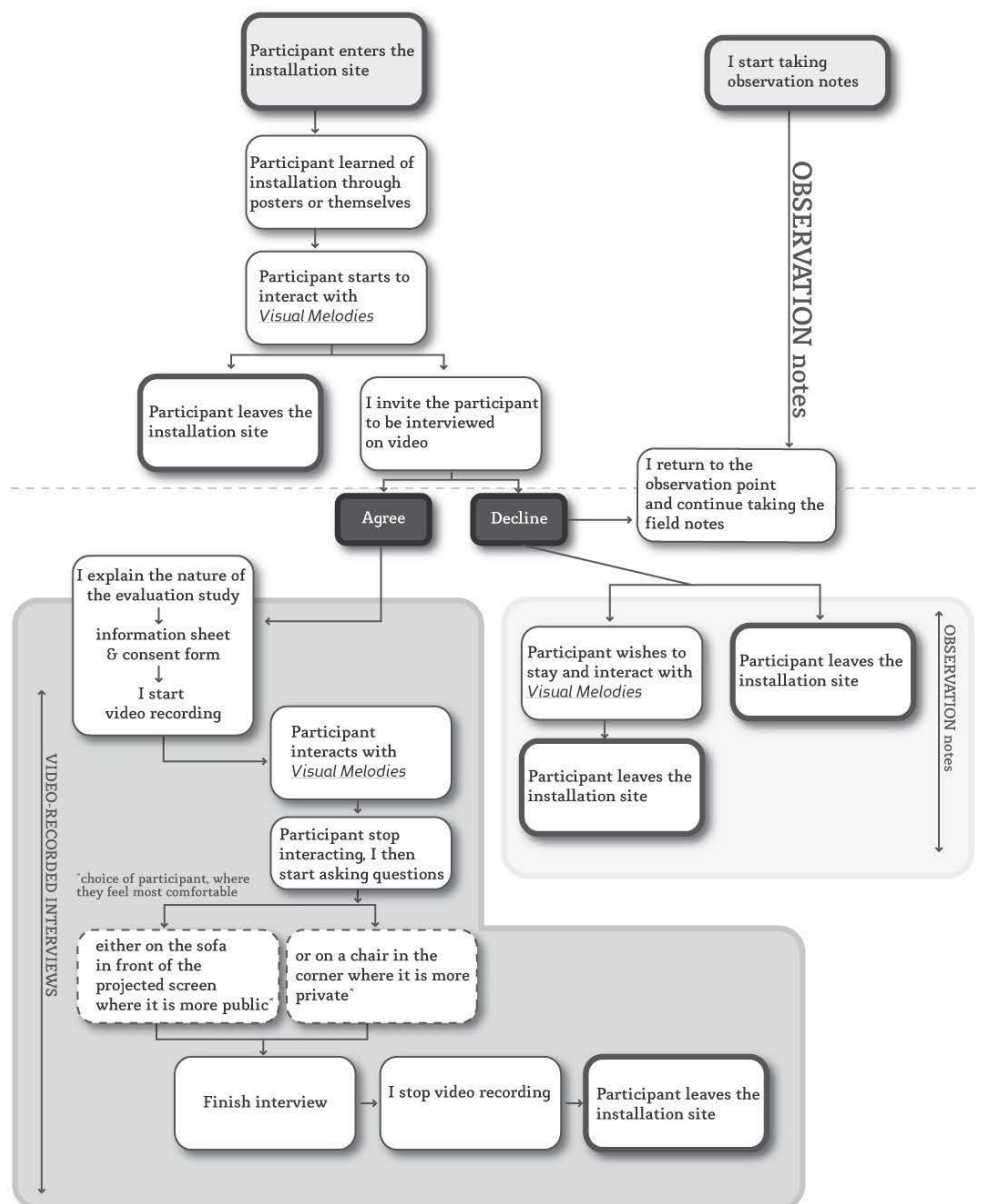 Participant enters the
installation site
I start taking
observation notes
Participant learned of
installation through
posters or themselves
OBSERVATION notes
Participant starts to
interact with
Visual Melodies
Participant leaves the
installation site
I invite the participant
to be interviewed
on video
I return to the
observation point
and continue taking the
field notes
Agree
Decline
I explain the nature of
the evaluation study
information sheet
& consent form
I start
video recording
Participant wishes to
stay and interact with
Visual Melodies
Participant leaves the
installation site
Participant leaves the
installation site
OBSERVATION notes
VIDEO-RECORDED INTERVIEWS
Participant
interacts with
Visual Melodies
Participant stop
interacting, I then
start asking questions
*choice of participant, where
they feel most comfortable
either on the sofa
in front of the
projected screen
where it is more public*
or on a chair in the
corner where it is more
private*
Finish interview
I stop video recording
Participant leaves the
installation site